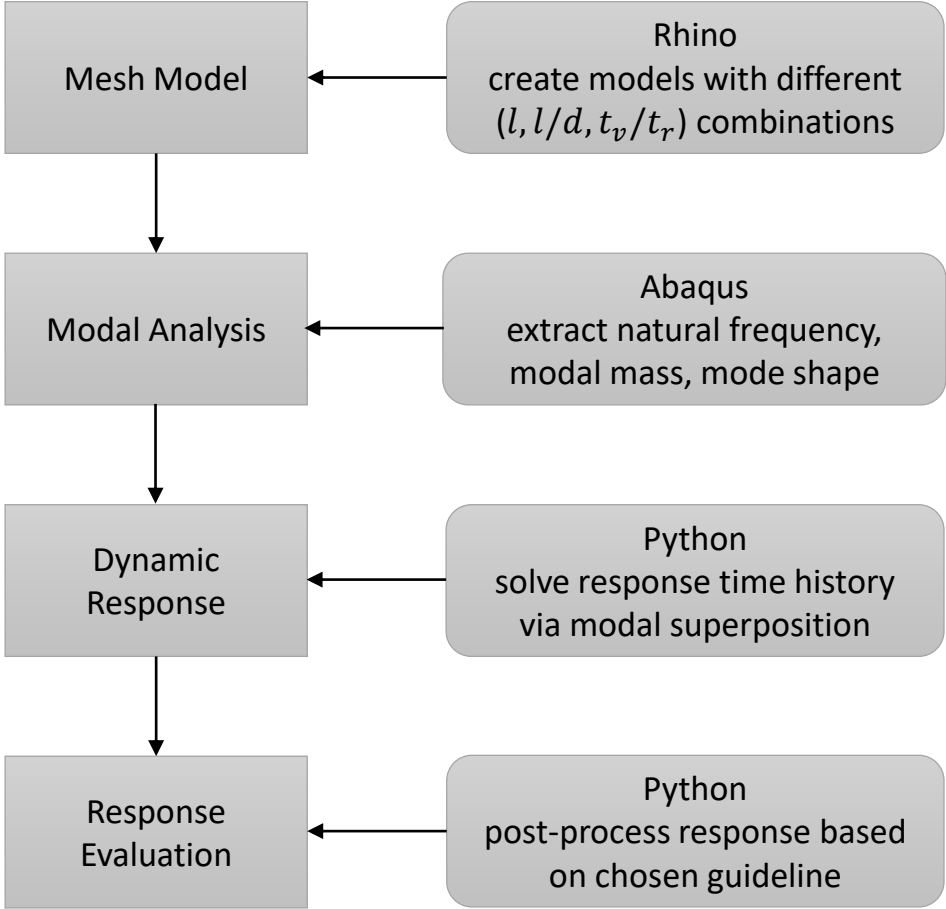 Mesh Model
Rhino
create models with different
(l, l/d, t_v/t_r) combinations
Modal Analysis
Abaqus
extract natural frequency,
modal mass, mode shape
Dynamic
Response
Python
solve response time history
via modal superposition
Response
Evaluation
Python
post-process response based
on chosen guideline